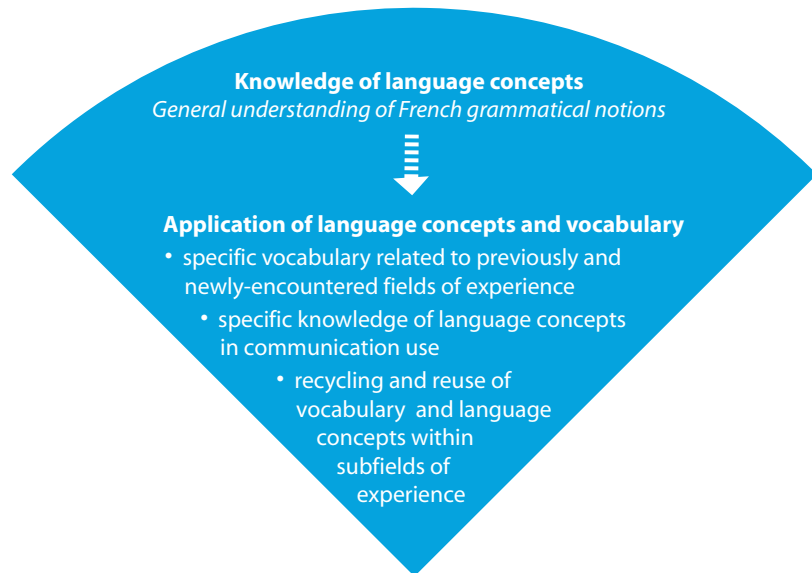 Knowledge of language concepts
General understanding of French grammatical notions
Application of language concepts and vocabulary
• specific vocabulary related to previously and
newly-encountered fields of experience
• specific knowledge of language concepts
in communication use
• recycling and reuse of
vocabulary and language
concepts within
subfields of
experience